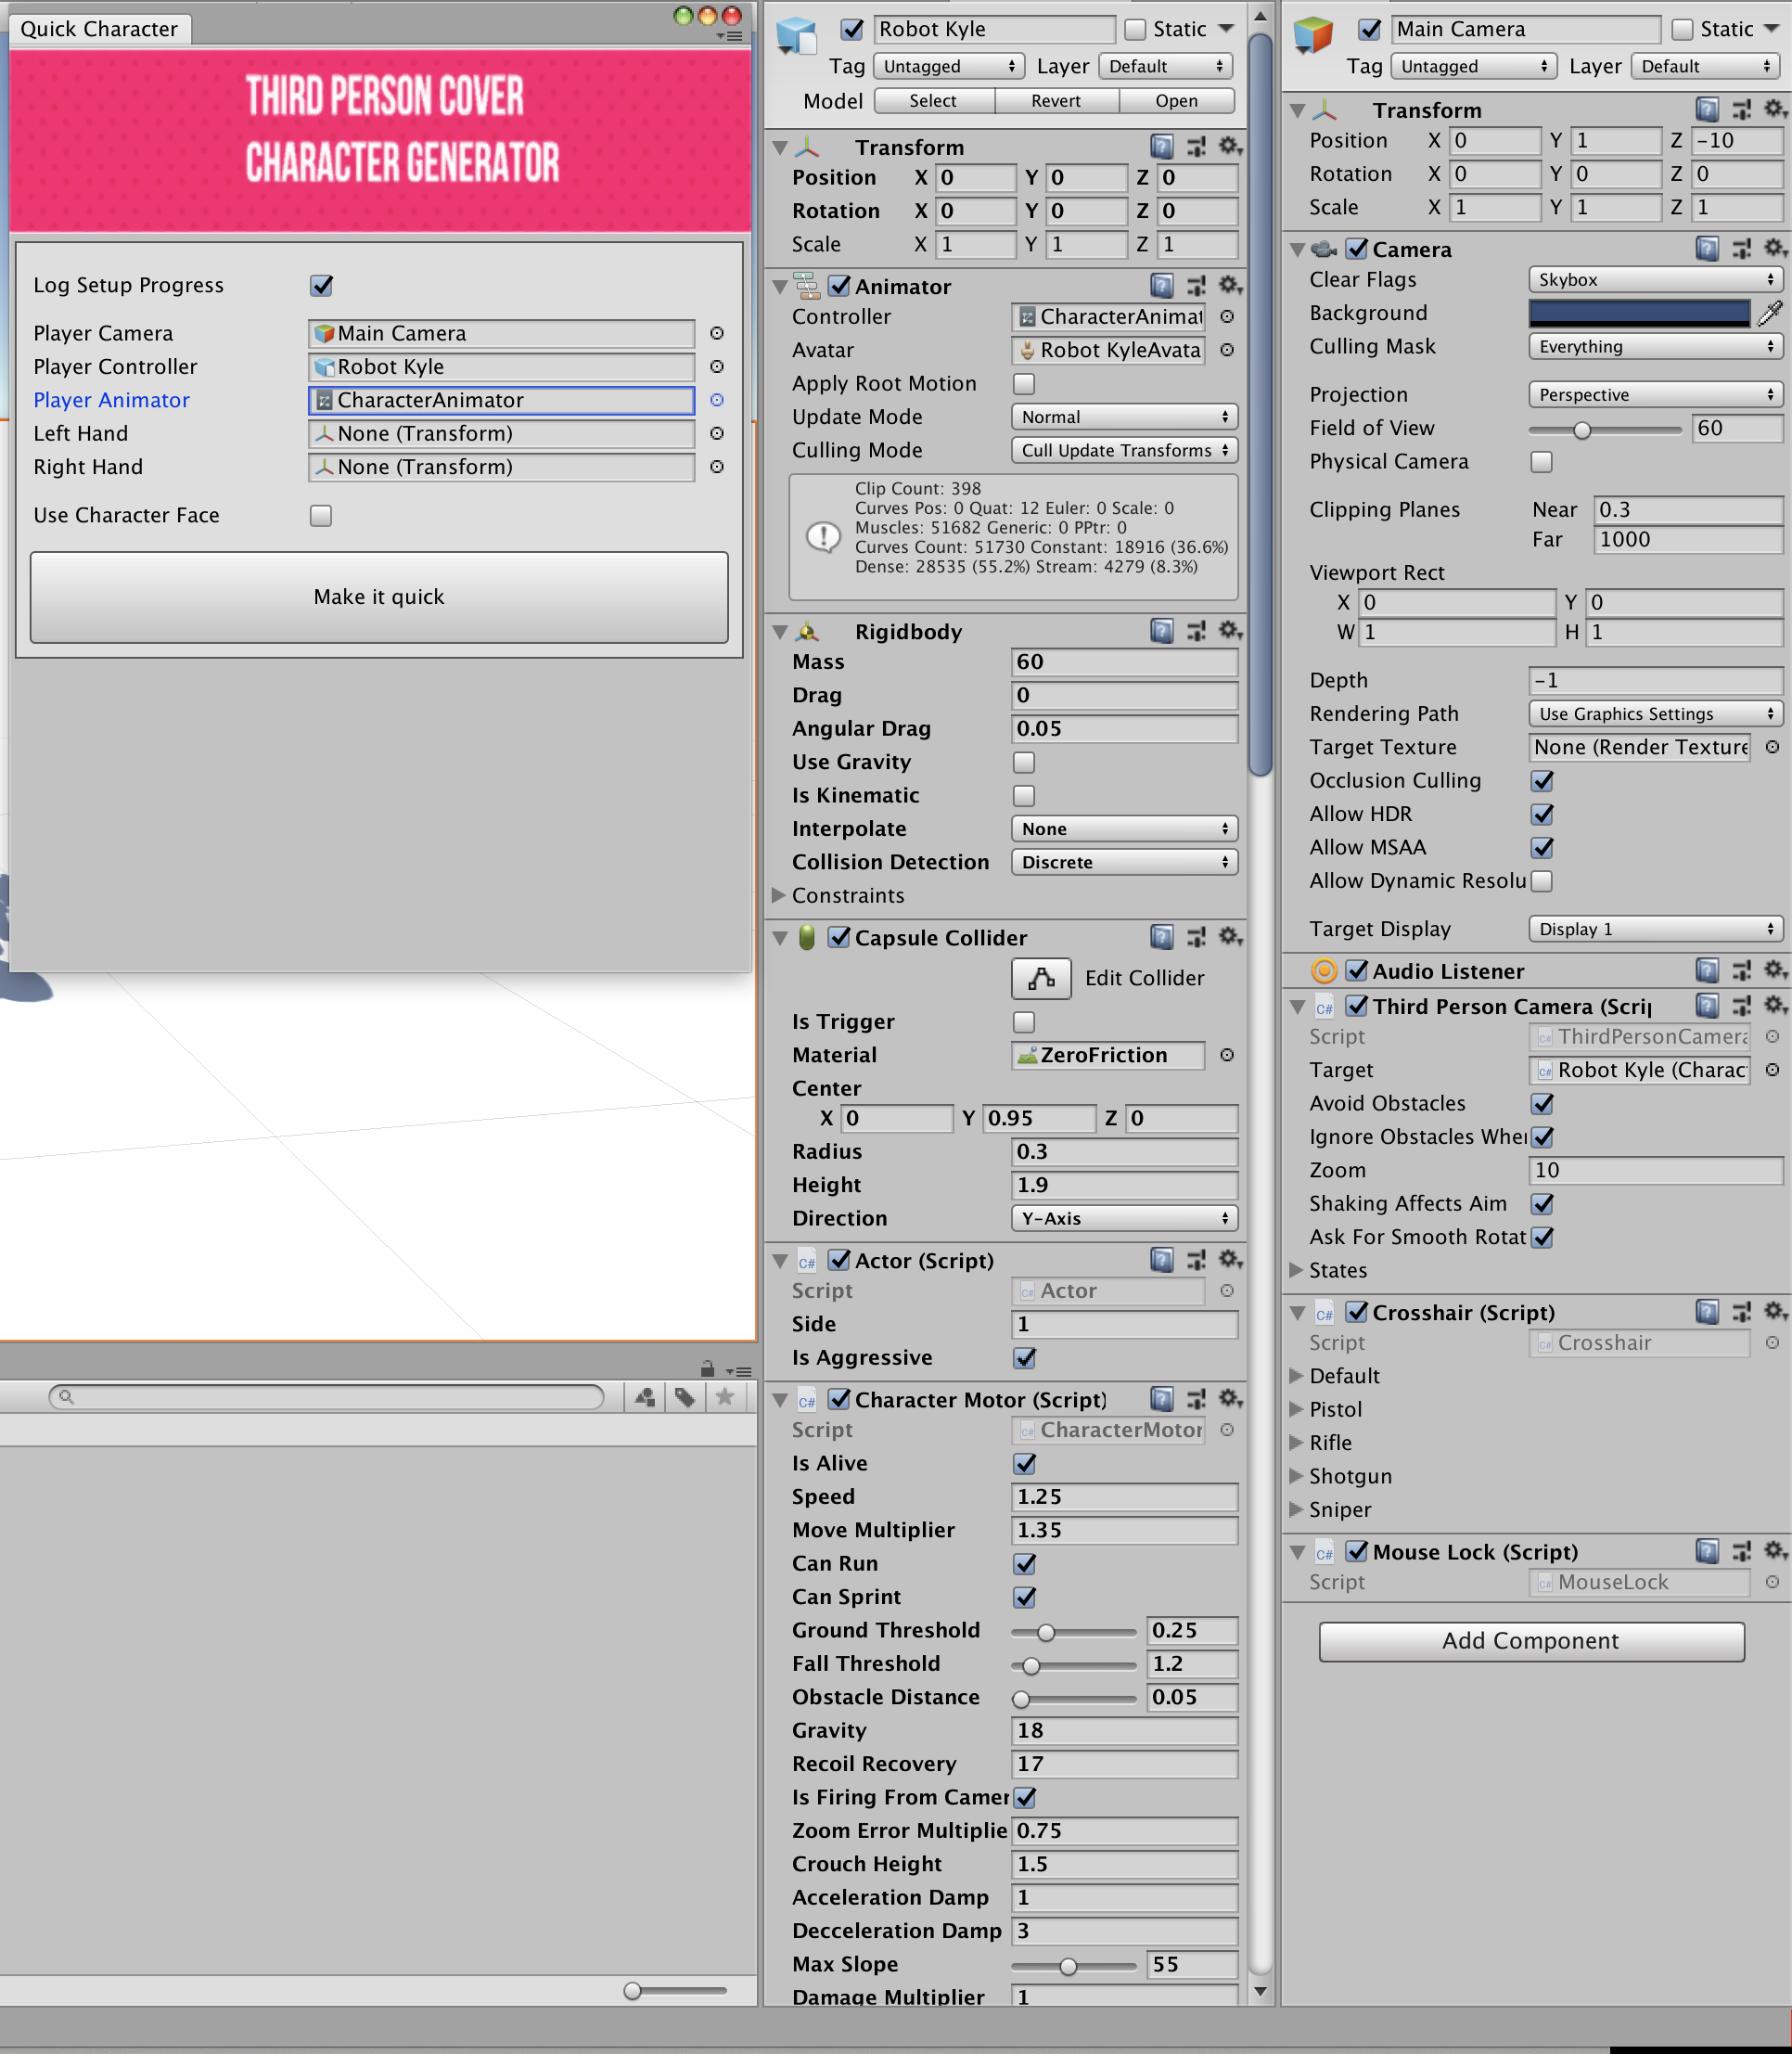 Quick Character
THIRD PERSON COVER
CHARACTER GENERATOR
Log Setup Progress
Player Camera Main Camera
Player Controller Robot Kyle
Player Animator CharacterAnimator
Left Hand None (Transform)
Right Hand None (Transform)
Use Character Face
Make it quick
Robot Kyle Static
Tag Untagged Layer Default
Model Select Revert Open
Transform
Position X 0 Y 0 Z 0
Rotation X 0 Y 0 Z 0
Scale X 1 Y 1 Z 1
Animator
Controller CharacterAnimat
Avatar Robot KyleAvata
Apply Root Motion
Update Mode Normal
Culling Mode Cull Update Transforms
Clip Count: 398
Curves Pos: 0 Quat: 12 Euler: 0 Scale: 0
Muscles: 51682 Generic: 0 PPtr: 0
Curves Count: 51730 Constant: 18916 (36.6%)
Dense: 28535 (55.2%) Stream: 4279 (8.3%)
Rigidbody
Mass 60
Drag 0
Angular Drag 0.05
Use Gravity
Is Kinematic
Interpolate None
Collision Detection Discrete
Constraints
Capsule Collider
Edit Collider
Is Trigger
Material ZeroFriction
Center
X 0 Y 0.95 Z 0
Radius 0.3
Height 1.9
Direction Y-Axis
C# Actor (Script)
Script C# Actor
Side 1
Is Aggressive
C# Character Motor (Script)
Script C# CharacterMotor
Is Alive
Speed 1.25
Move Multiplier 1.35
Can Run
Can Sprint
Ground Threshold 0.25
Fall Threshold 1.2
Obstacle Distance 0.05
Gravity 18
Recoil Recovery 17
Is Firing From Camer
Zoom Error Multiplie 0.75
Crouch Height 1.5
Acceleration Damp 1
Decceleration Damp 3
Max Slope 55
Damage Multiplier 1
Main Camera Static
Tag Untagged Layer Default
Transform
Position X 0 Y 1 Z -10
Rotation X 0 Y 0 Z 0
Scale X 1 Y 1 Z 1
Camera
Clear Flags Skybox
Background
Culling Mask Everything
Projection Perspective
Field of View 60
Physical Camera
Clipping Planes Near 0.3
Far 1000
Viewport Rect
X 0 Y 0
W 1 H 1
Depth -1
Rendering Path Use Graphics Settings
Target Texture None (Render Texture
Occlusion Culling
Allow HDR
Allow MSAA
Allow Dynamic Resolu
Target Display Display 1
Audio Listener
C# Third Person Camera (Scrip
Script C# ThirdPersonCamera
Target C# Robot Kyle (Charac
Avoid Obstacles
Ignore Obstacles When
Zoom 10
Shaking Affects Aim
Ask For Smooth Rotat
States
C# Crosshair (Script)
Script C# Crosshair
Default
Pistol
Rifle
Shotgun
Sniper
C# Mouse Lock (Script)
Script C# MouseLock
Add Component